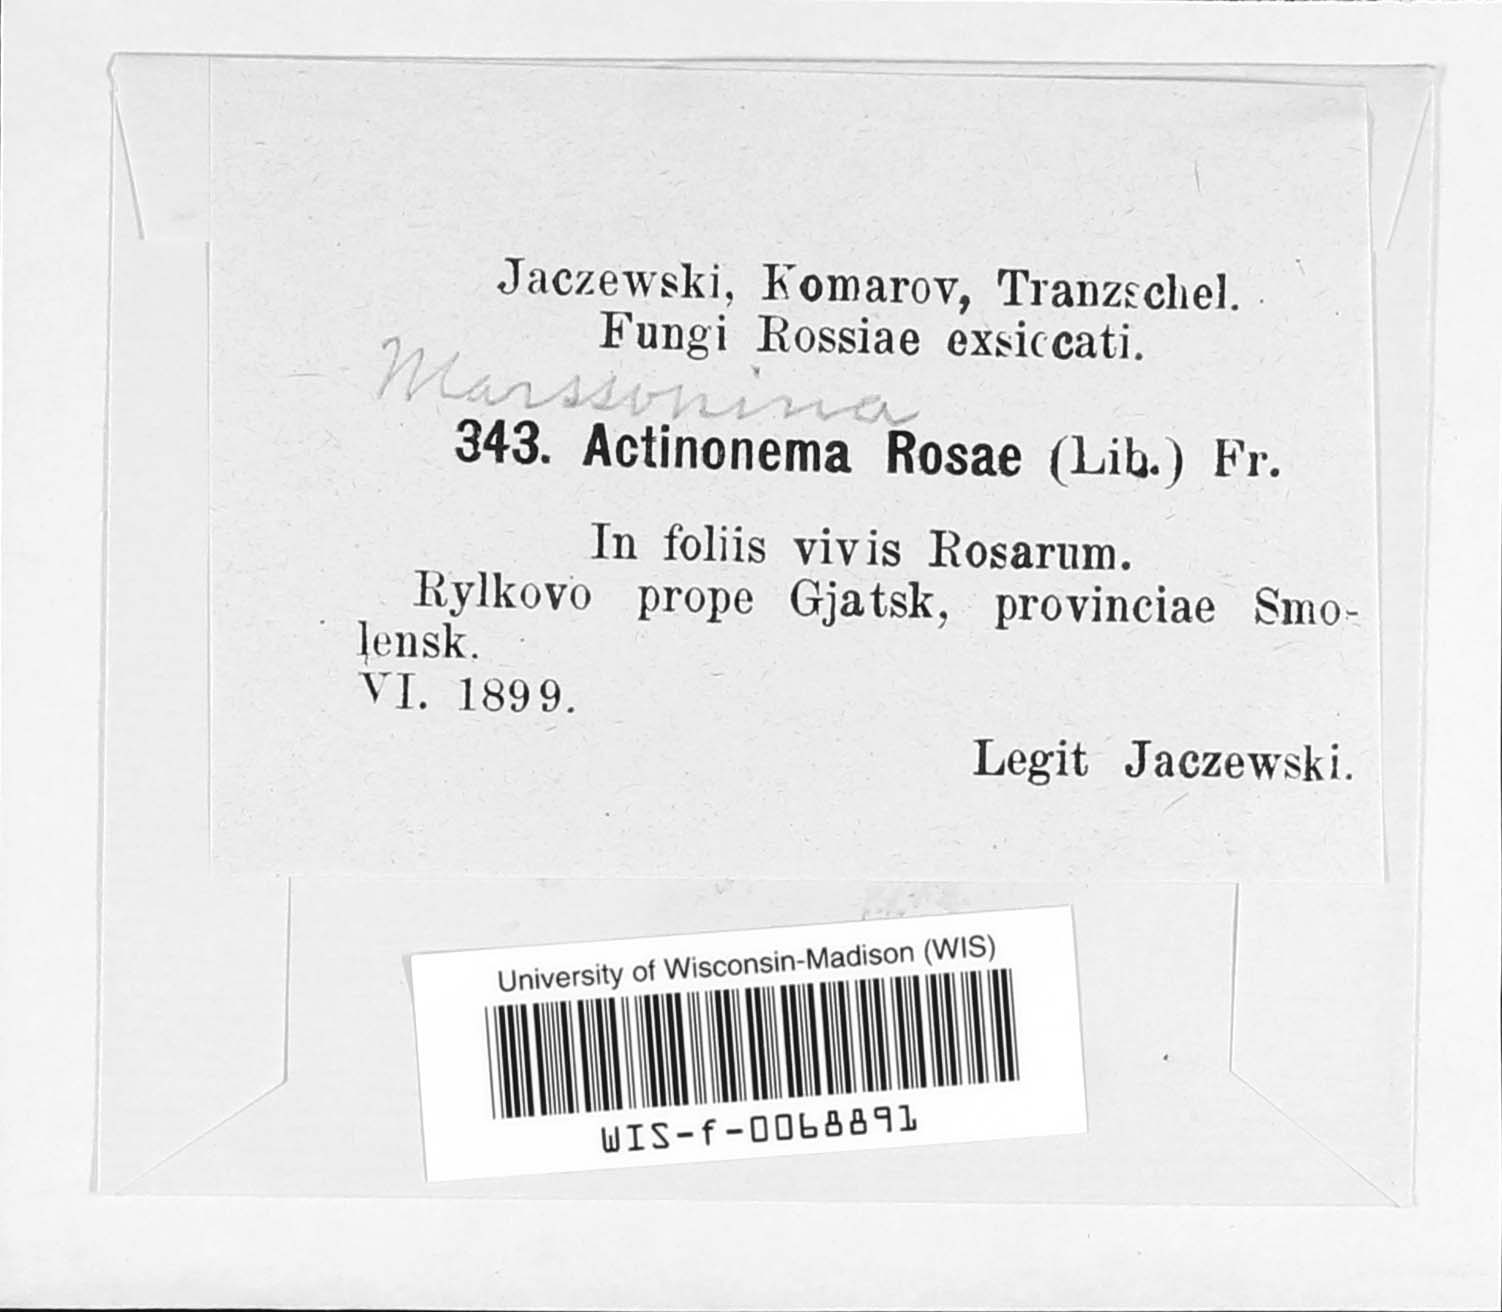 Jaczewski, Komarov, Tranzschel.
Fungi Rossiae exsiccati.
Marssonina
343. Actinonema Rosae (Lib.) Fr.
In foliis vivis Rosarum.
Rylkovo prope Gjatsk, provinciae Smo-
lensk.
VI. 1899.
Legit Jaczewski.
University of Wisconsin-Madison (WIS)
WIS-f-0068891